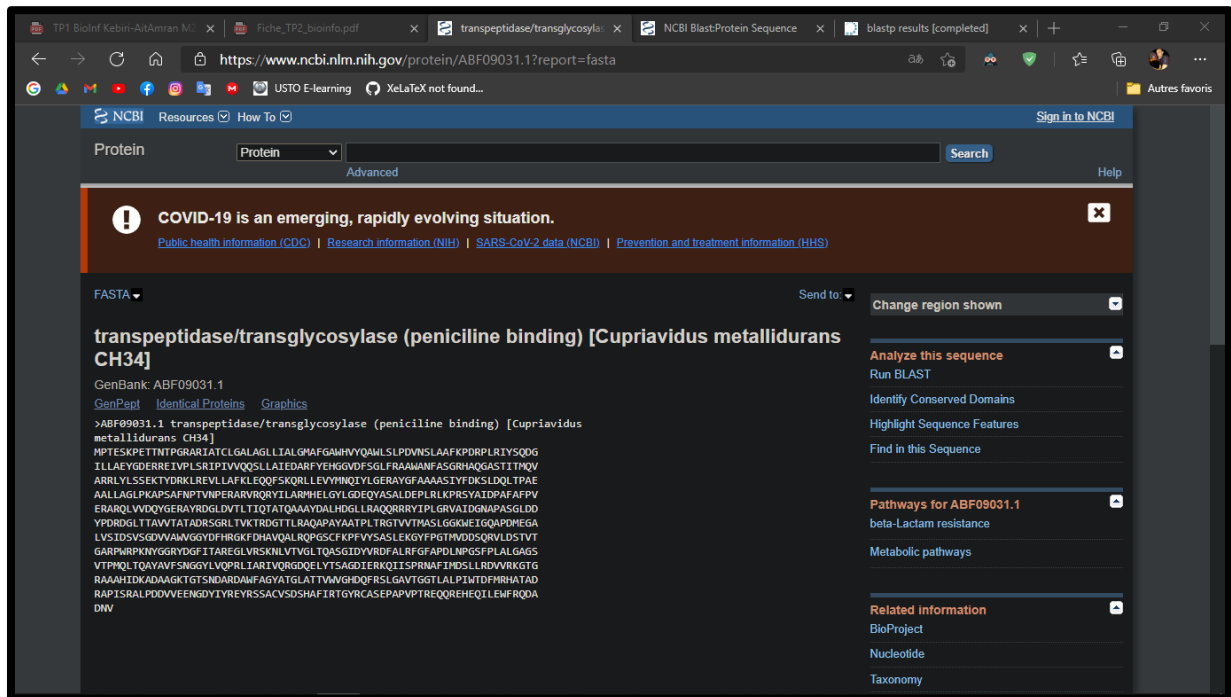 TP1 BioInf Kebiri-AitAmran M2
Fiche_TP2_bioinfo.pdf
transpeptidase/transglycosylas
NCBI Blast:Protein Sequence
blastp results [completed]
https://www.ncbi.nlm.nih.gov/protein/ABF09031.1?report=fasta
USTO E-learning
XeLaTeX not found...
Autres favoris
NCBI Resources How To
Sign in to NCBI
Protein
Protein
Search
Advanced
Help
COVID-19 is an emerging, rapidly evolving situation.
Public health information (CDC) | Research information (NIH) | SARS-CoV-2 data (NCBI) | Prevention and treatment information (HHS)
FASTA
Send to:
transpeptidase/transglycosylase (peniciline binding) [Cupriavidus metallidurans
CH34]
GenBank: ABF09031.1
GenPept Identical Proteins Graphics
>ABF09031.1 transpeptidase/transglycosylase (peniciline binding) [Cupriavidus
metallidurans CH34]
MPTESKPETTNTPGRARIATCLGALAGLLIALGMAFGAWHVYQAWLSLPDVNSLAAFKPDRPLRIYSQDG
ILLAEYGDERREIVPLSRIPIVVQQSLLAIEDARFYEHGGVDFSGLFRAAWANFASGRHAQGASTITMQV
ARRLYLSSEKTYDRKLREVLLAFKLEQQFSKQRLLEVYMNQIYLGERAYGFAAAASIYFDKSLDQLTPAE
AALLAGLPKAPSAFNPTVNPERARVRQRYILARMHELGYLGDEQYASALDEPLRLKPRSYAIDPAFAFPV
ERARQLVVDQYGERAYRDGLDVTLTIQTATQAAAYDALHDGLLRAQQRRRYIPLGRVAIDGNAPASGLDD
YPDRDGLTTAVVTATADRSGRLTVKTRDGTTLRAQAPAYAATPLTRGTVVTMASLGGKWEIGQAPDMEGA
LVSIDSVSGDVVAWVGGYDFHRGKFDHAVQALRQPGSCFKPFVYSASLEKGYFPGTMVDDSQRVLDSTVT
GARPWRPKNYGGRYDGFITAREGLVRSKNLVTVGLTQASGIDYVRDFALRFGFAPDLNPGSFPLALGAGS
VTPMQLTQAYAVFSNGGYLVQPRLIARIVQRGDQELYTSAGDIERKQIISPRNAFIMDSLLRDVVRKGTG
RAAAHIDKADAAGKTGTSNDARDAWFAGYATGLATTVWVGHDQFRSLGAVTGGTLALPIWTDFMRHATAD
RAPISRALPDDVVEENGDYIYREYRSSACVSDSHAFIRTGYRCASEPAPVPTREQQREHEQILEWFRQDA
DNV
Change region shown
Analyze this sequence
Run BLAST
Identify Conserved Domains
Highlight Sequence Features
Find in this Sequence
Pathways for ABF09031.1
beta-Lactam resistance
Metabolic pathways
Related information
BioProject
Nucleotide
Taxonomy